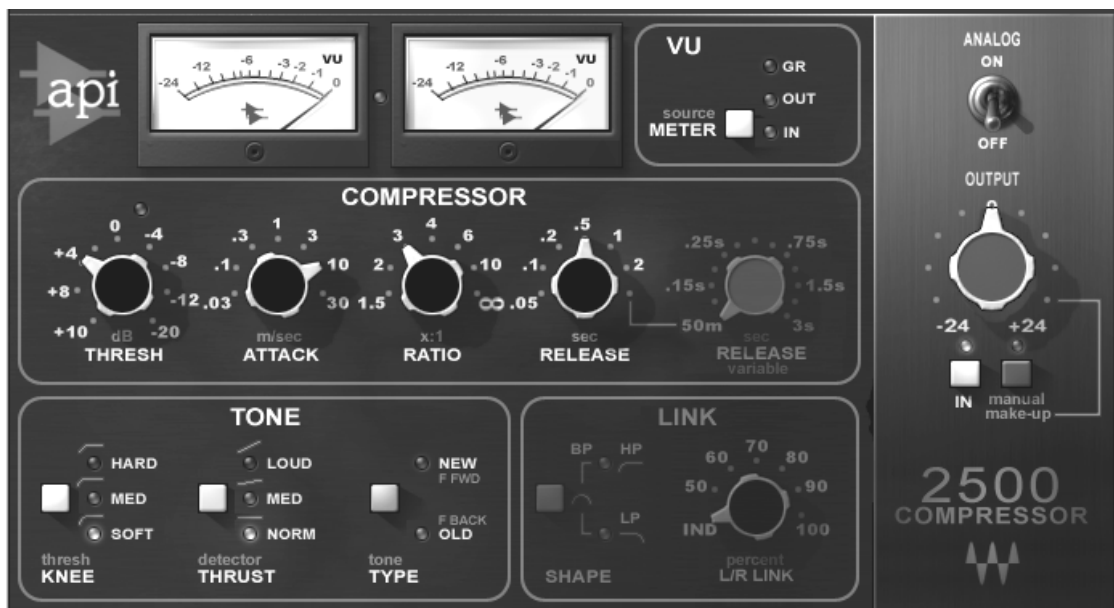 api
-24 -12 -6 -3 -2 -1 0 VU
-24 -12 -6 -3 -2 -1 0 VU
VU
GR
OUT
IN
source
METER
ANALOG
ON
OFF
OUTPUT
0
-24 +24
IN
manual
make-up
COMPRESSOR
+10 +8 +4 0 -4 -8 -12 -20
dB
THRESH
.03 .1 .3 1 3 10 30
m/sec
ATTACK
1.5 2 3 4 6 10 ∞
x:1
RATIO
.05 .1 .2 .5 1 2
sec
RELEASE
50m .15s .25s .75s 1.5s 3s
sec
RELEASE
variable
TONE
HARD
MED
SOFT
thresh
KNEE
LOUD
MED
NORM
detector
THRUST
NEW
F FWD
F BACK
OLD
tone
TYPE
LINK
BP HP
LP
SHAPE
IND 50 60 70 80 90 100
percent
L/R LINK
2500
COMPRESSOR